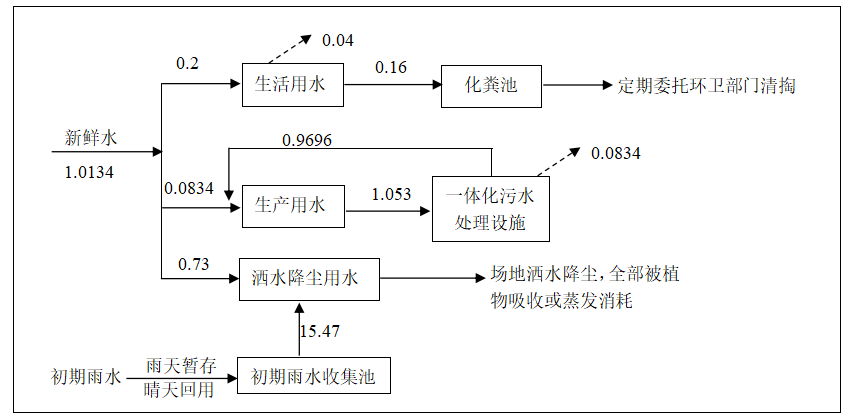 0.04
0.2
生活用水
0.16
化粪池
定期委托环卫部门清掏
新鲜水
1.0134
0.9696
0.0834
0.0834
生产用水
1.053
一体化污水
处理设施
0.73
洒水降尘用水
场地洒水降尘，全部被植
物吸收或蒸发消耗
15.47
初期雨水
雨天暂存
晴天回用
初期雨水收集池